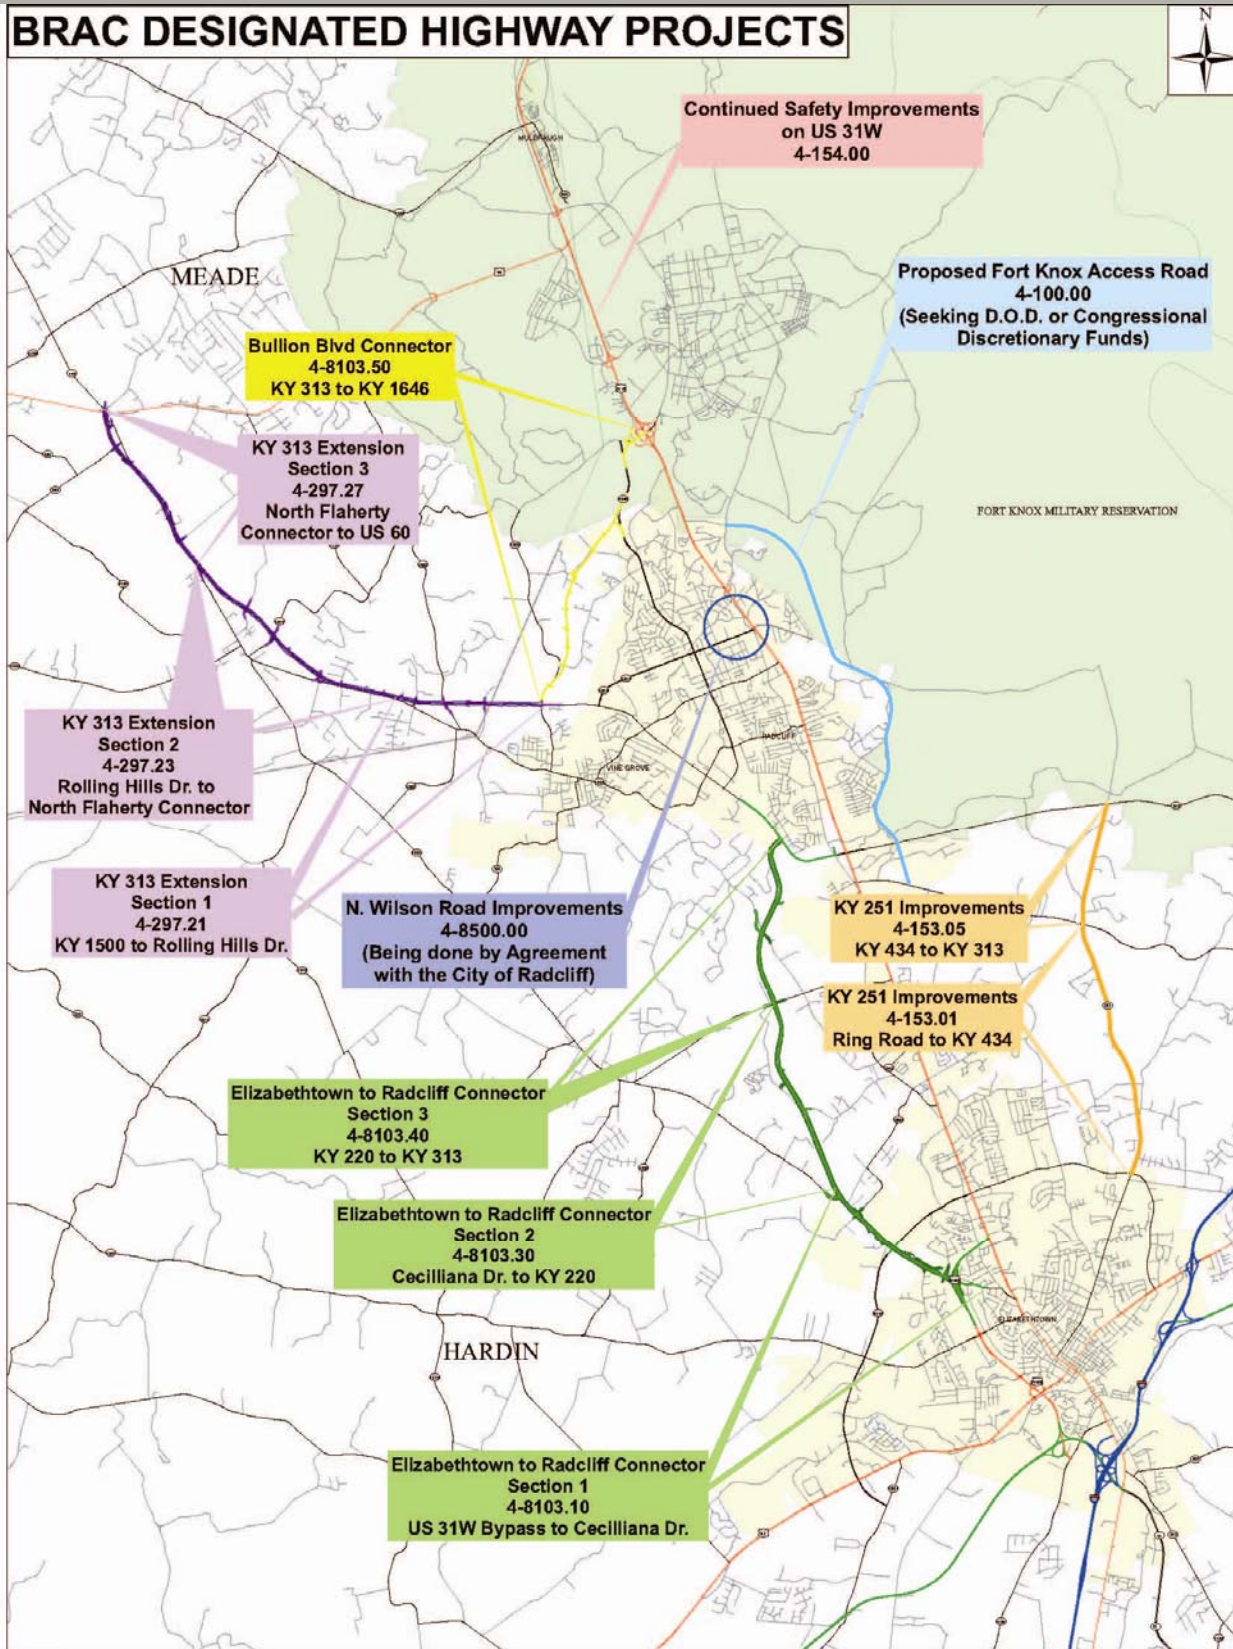 BRAC DESIGNATED HIGHWAY PROJECTS
N
Continued Safety Improvements
on US 31W
4-154.00
MEADE
Proposed Fort Knox Access Road
4-100.00
(Seeking D.O.D. or Congressional
Discretionary Funds)
Bullion Blvd Connector
4-8103.50
KY 313 to KY 1646
KY 313 Extension
Section 3
4-297.27
North Flaherty
Connector to US 60
FORT KNOX MILITARY RESERVATION
KY 313 Extension
Section 2
4-297.23
Rolling Hills Dr. to
North Flaherty Connector
RADCLIFF
VINE GROVE
KY 313 Extension
Section 1
4-297.21
KY 1500 to Rolling Hills Dr.
N. Wilson Road Improvements
4-8500.00
(Being done by Agreement
with the City of Radcliff)
KY 251 Improvements
4-153.05
KY 434 to KY 313
KY 251 Improvements
4-153.01
Ring Road to KY 434
Elizabethtown to Radcliff Connector
Section 3
4-8103.40
KY 220 to KY 313
Elizabethtown to Radcliff Connector
Section 2
4-8103.30
Cecilliana Dr. to KY 220
ELIZABETHTOWN
HARDIN
Elizabethtown to Radcliff Connector
Section 1
4-8103.10
US 31W Bypass to Cecilliana Dr.